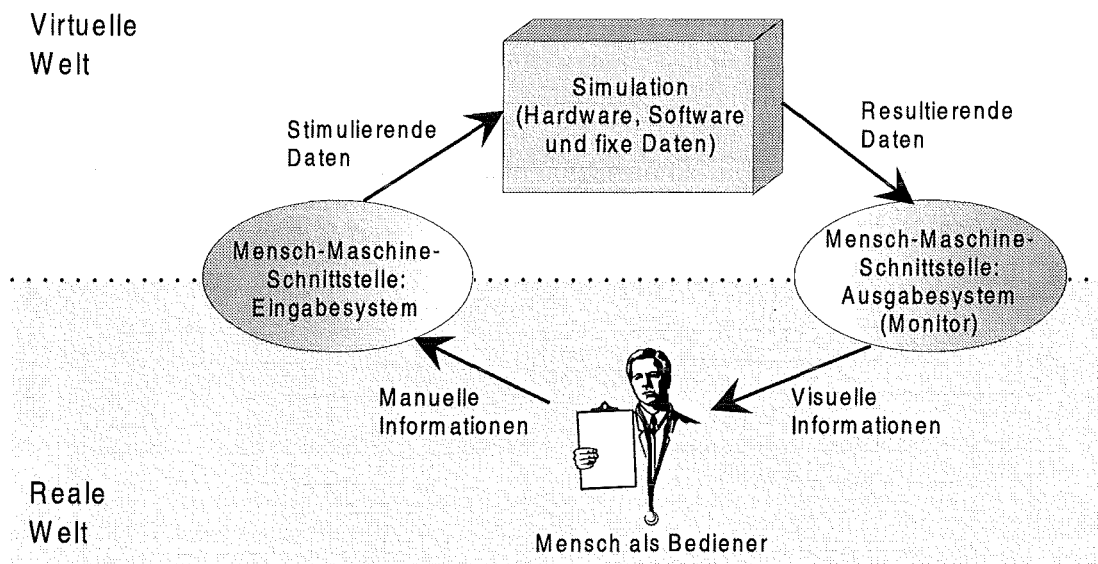 Virtuelle
Welt
Simulation
(Hardware, Software
und fixe Daten)
Stimulierende
Daten
Resultierende
Daten
Mensch-Maschine-
Schnittstelle:
Eingabesystem
Mensch-Maschine-
Schnittstelle:
Ausgabesystem
(Monitor)
Manuelle
Informationen
Visuelle
Informationen
Reale
Welt
Mensch als Bediener